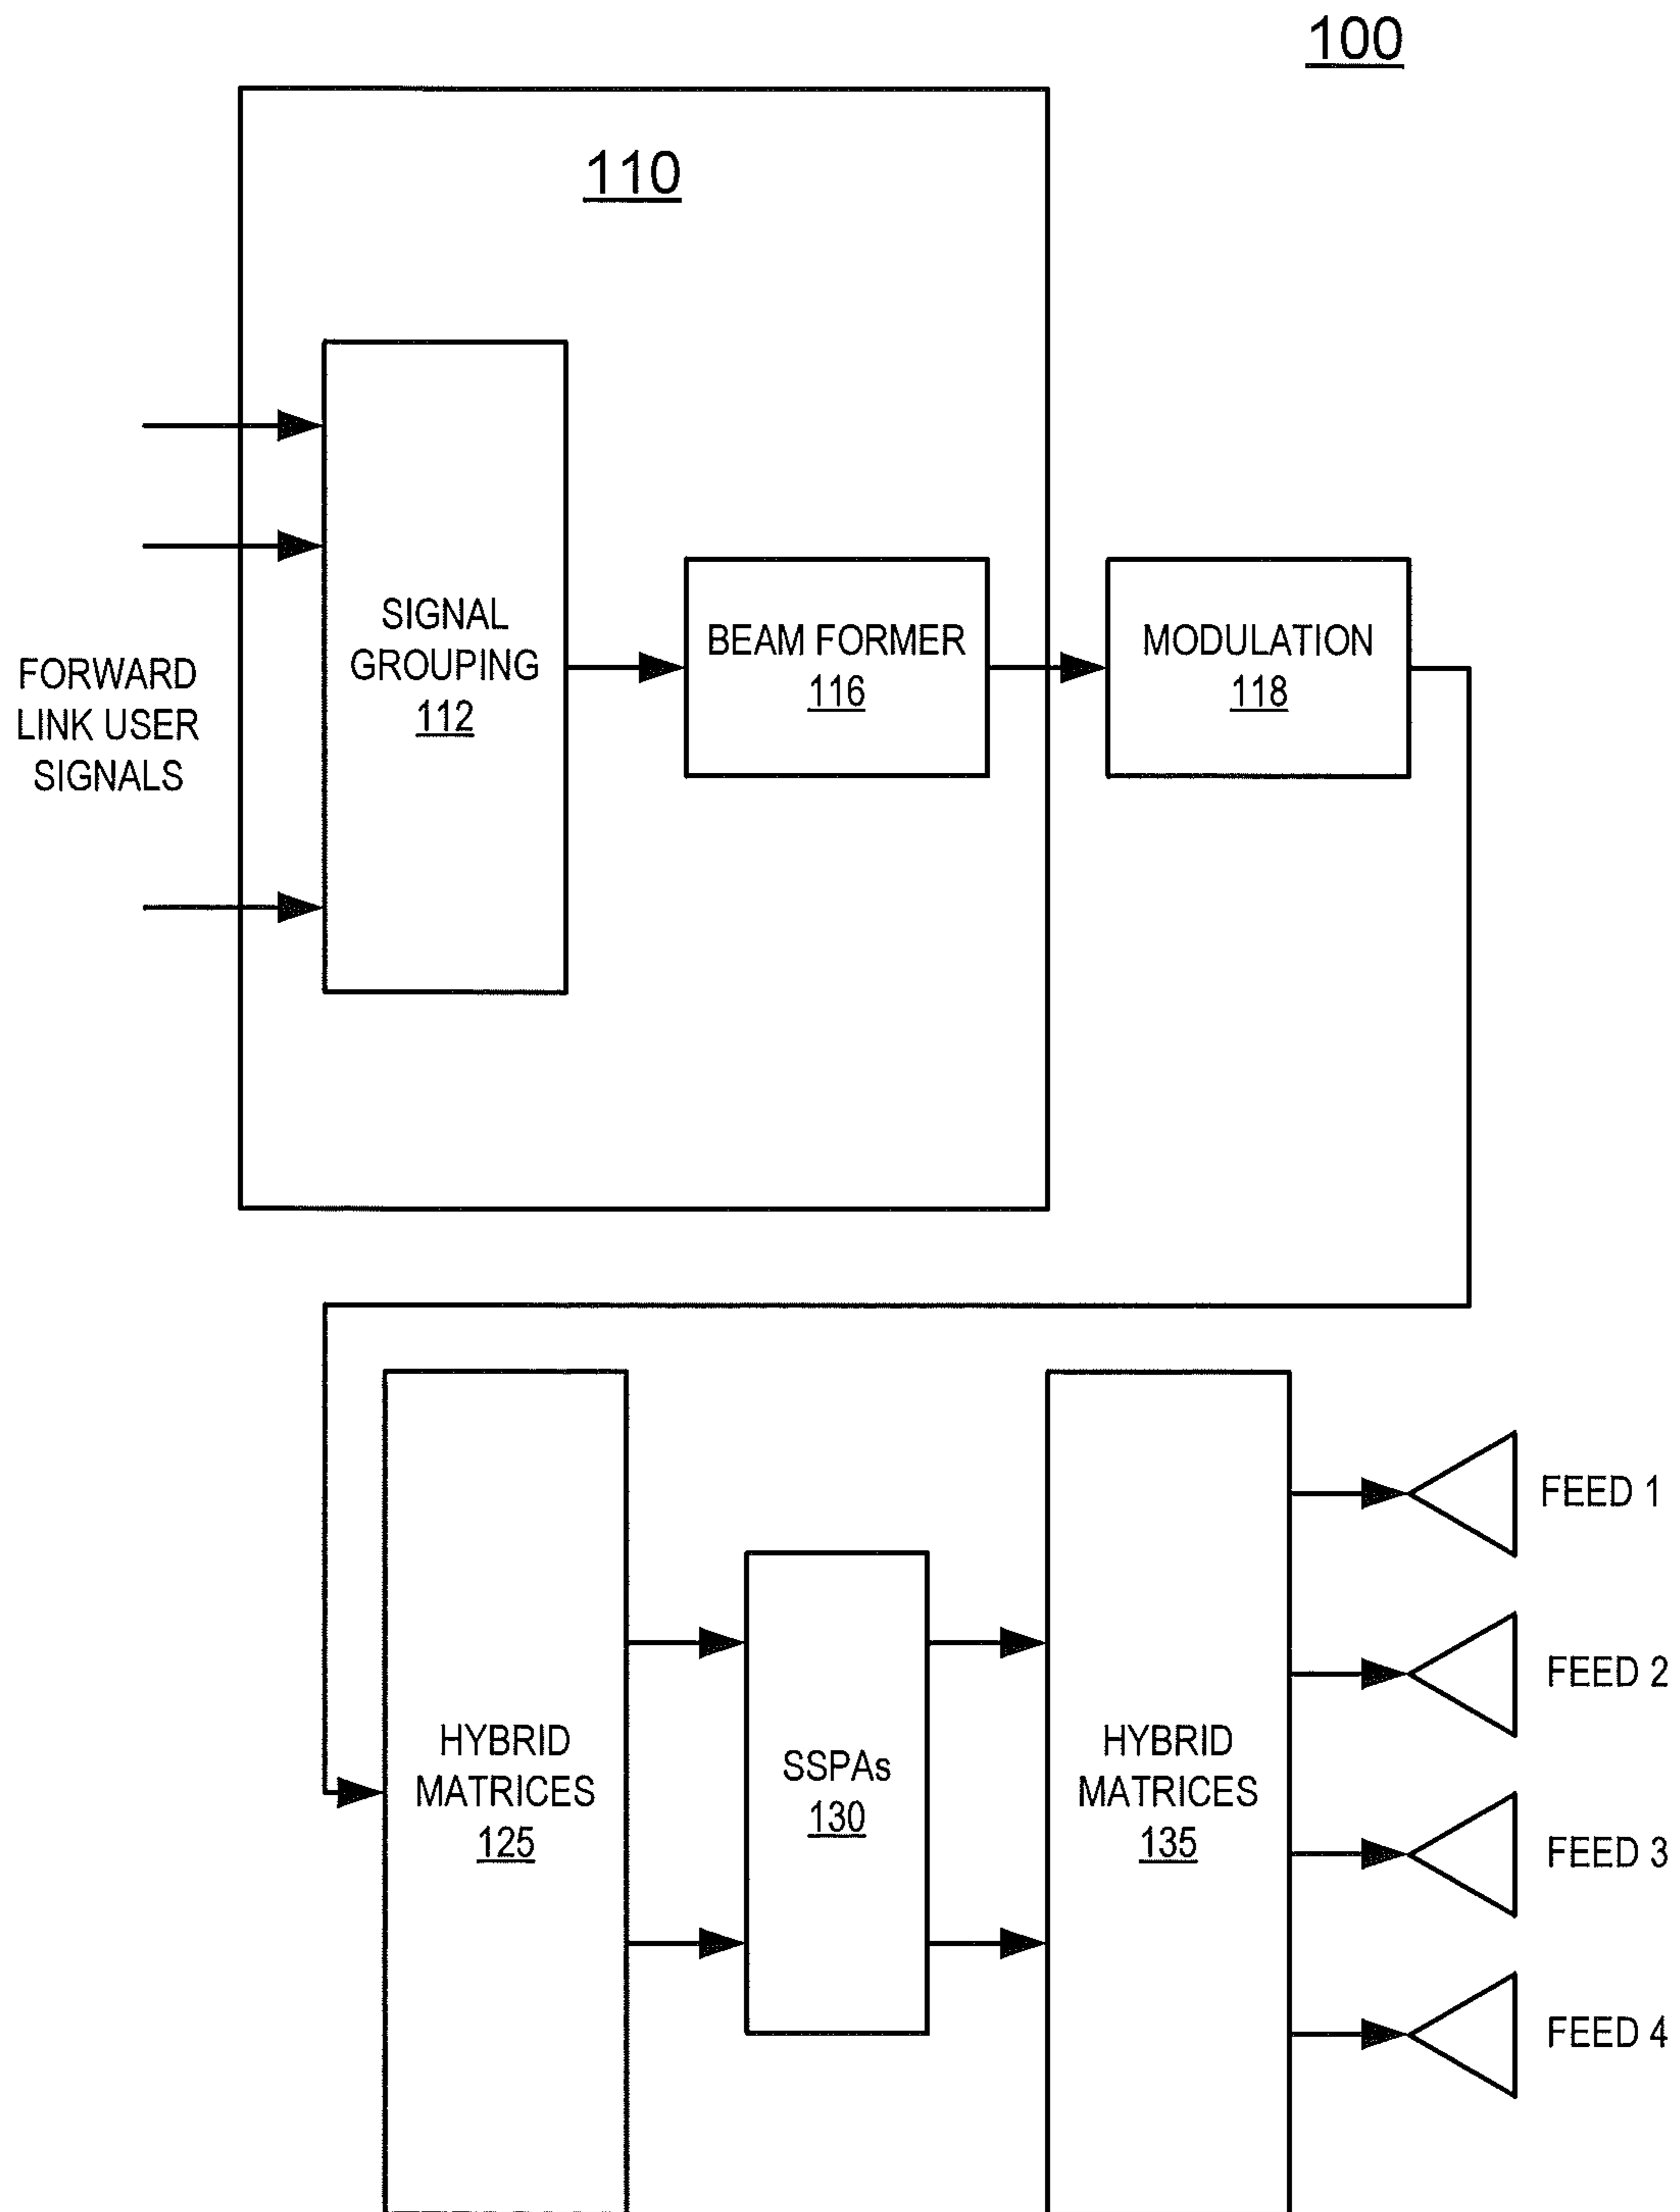 100
110
FORWARD
LINK USER
SIGNALS
SIGNAL
GROUPING
112
BEAM FORMER
116
MODULATION
118
HYBRID
MATRICES
125
SSPAs
130
HYBRID
MATRICES
135
FEED 1
FEED 2
FEED 3
FEED 4